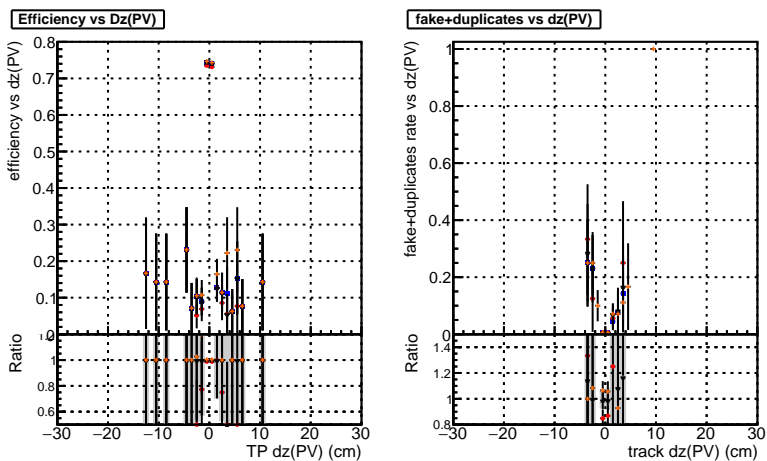 Efficiency vs Dz(PV)
efficiency vs dz(PV)
0.8
0.7
0.6
0.5
0.4
0.3
0.2
0.1
0
Ratio
1
0.8
0.6
−30 −20 −10 0 10 20 30
TP dz(PV) (cm)
fake+duplicates vs dz(PV)
fake+duplicates rate vs dz(PV)
1
0.8
0.6
0.4
0.2
0
Ratio
1.4
1.2
1
0.8
−30 −20 −10 0 10 20 30
track dz(PV) (cm)